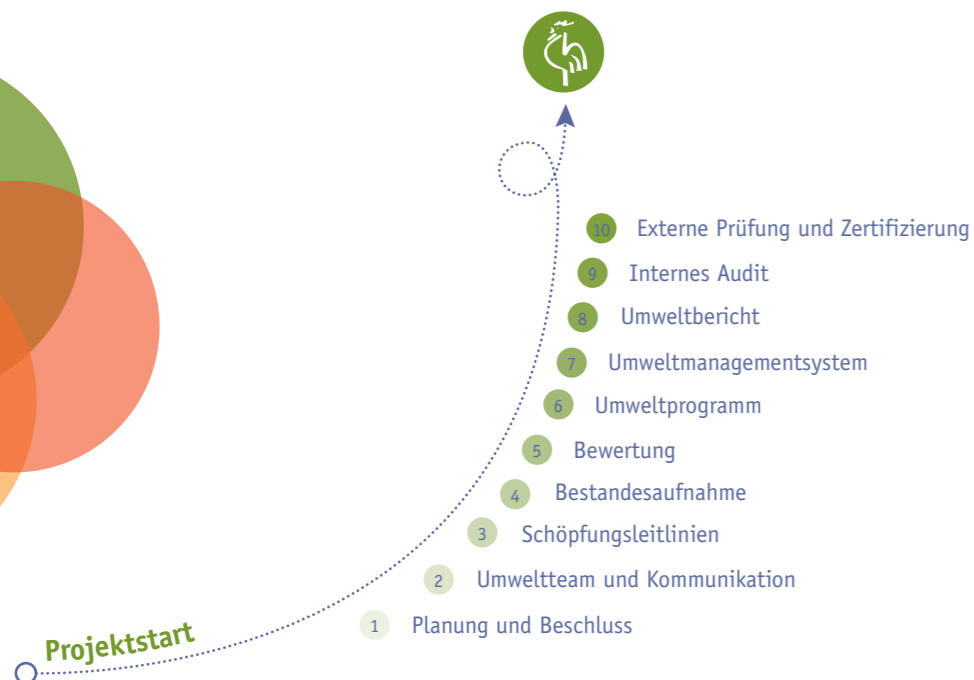 10 Externe Prüfung und Zertifizierung
9 Internes Audit
8 Umweltbericht
7 Umweltmanagementsystem
6 Umweltprogramm
5 Bewertung
4 Bestandesaufnahme
3 Schöpfungsleitlinien
2 Umweltteam und Kommunikation
1 Planung und Beschluss
Projektstart